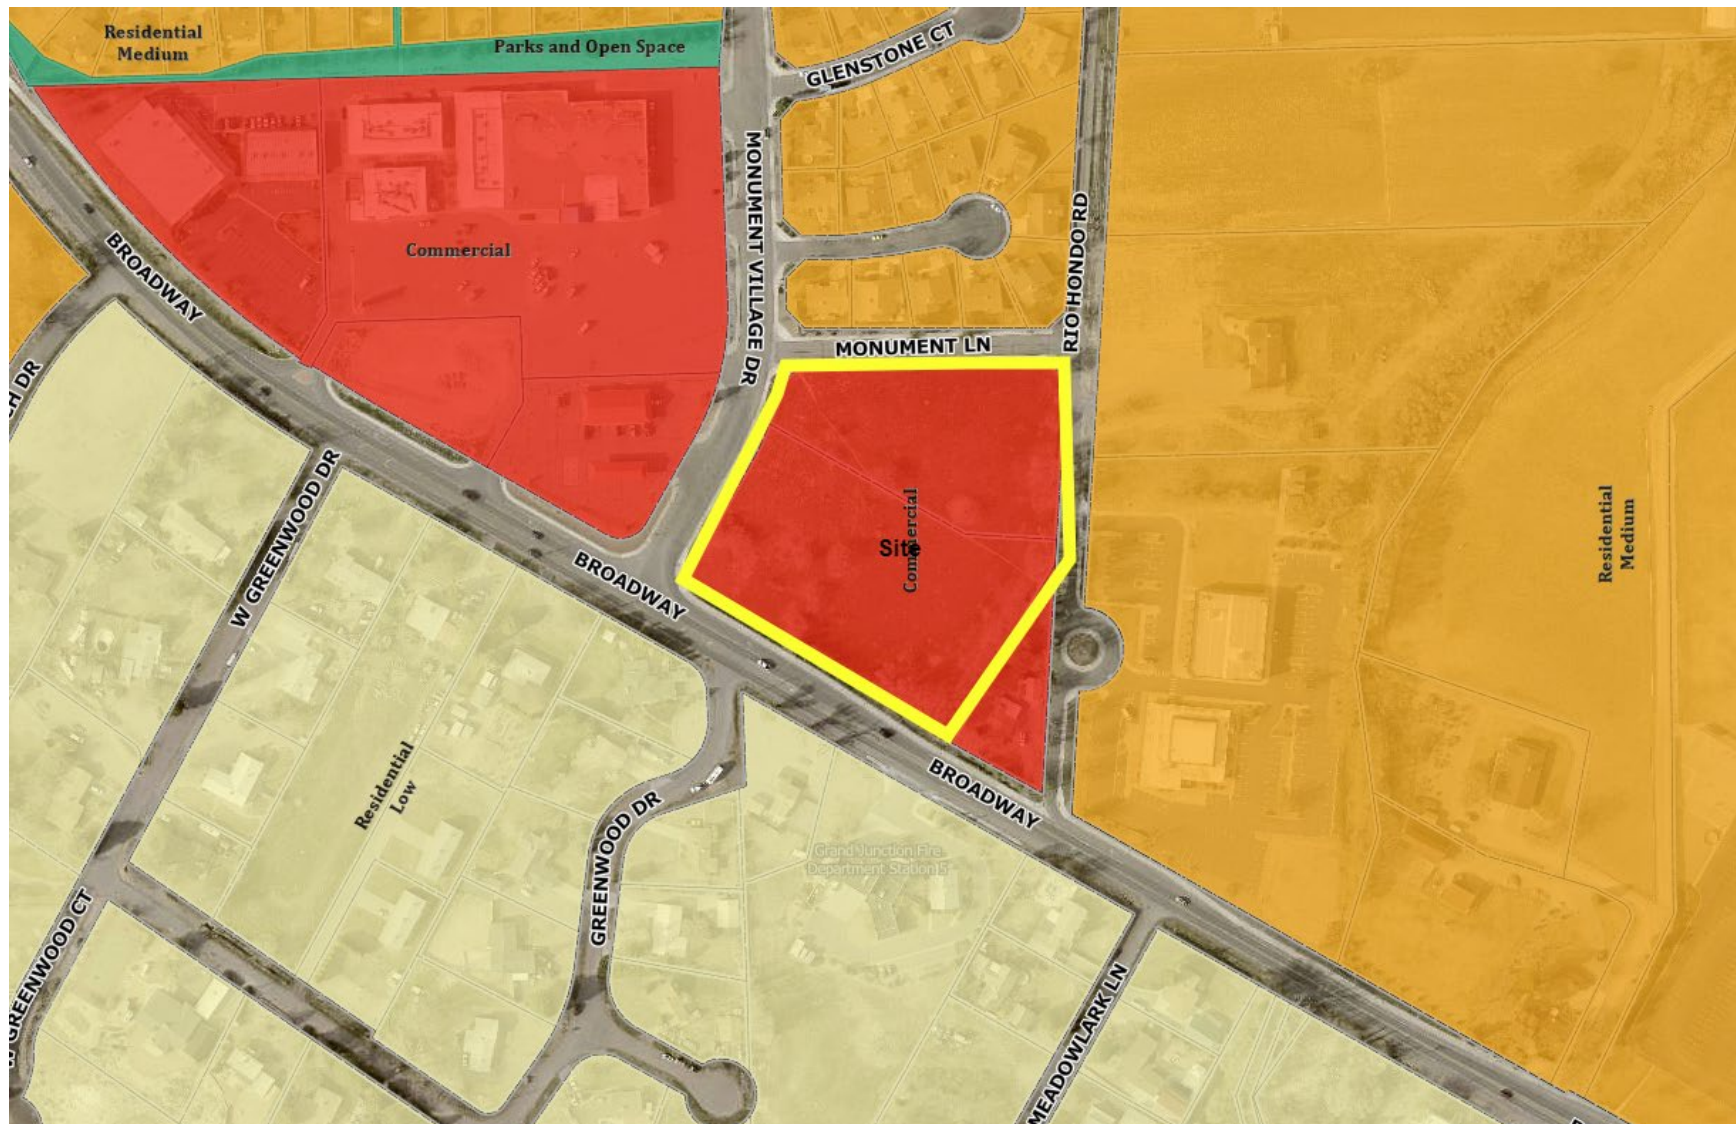 Residential
Medium
Parks and Open Space
GLENSTONE CT
MONUMENT VILLAGE DR
RIO HONDO RD
BROADWAY
Commercial
MONUMENT LN
W GREENWOOD DR
Commercial
Site
Residential
Medium
BROADWAY
Residential
Low
BROADWAY
GREENWOOD DR
Grand Junction Fire
Department Station 5
GREENWOOD CT
MEADOWLARK LN